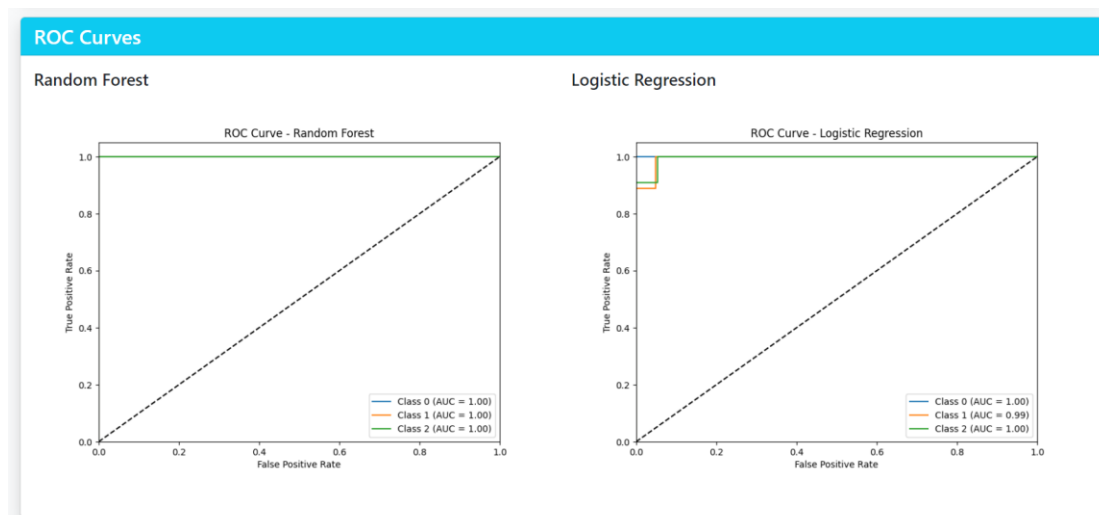 ROC Curves
Random Forest
Logistic Regression
ROC Curve - Random Forest
1.0
0.8
0.6
0.4
0.2
0.0
True Positive Rate
0.0 0.2 0.4 0.6 0.8 1.0
False Positive Rate
Class 0 (AUC = 1.00)
Class 1 (AUC = 1.00)
Class 2 (AUC = 1.00)
ROC Curve - Logistic Regression
1.0
0.8
0.6
0.4
0.2
0.0
True Positive Rate
0.0 0.2 0.4 0.6 0.8 1.0
False Positive Rate
Class 0 (AUC = 1.00)
Class 1 (AUC = 0.99)
Class 2 (AUC = 1.00)